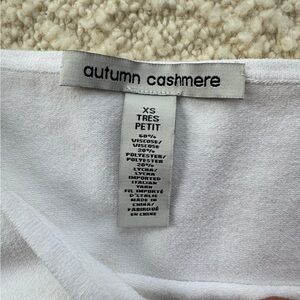 autumn cashmere
XS
TRES
PETIT
60%
VISCOSE/
VISCOSE
20%
POLYESTER/
POLYESTER
20%
LYCRA/
LYCRA
IMPORTED
ITALIAN
YARN
FIL IMPORTÉ
D'ITALIE
MADE IN
CHINA/
FABRIQUÉ
EN CHINE